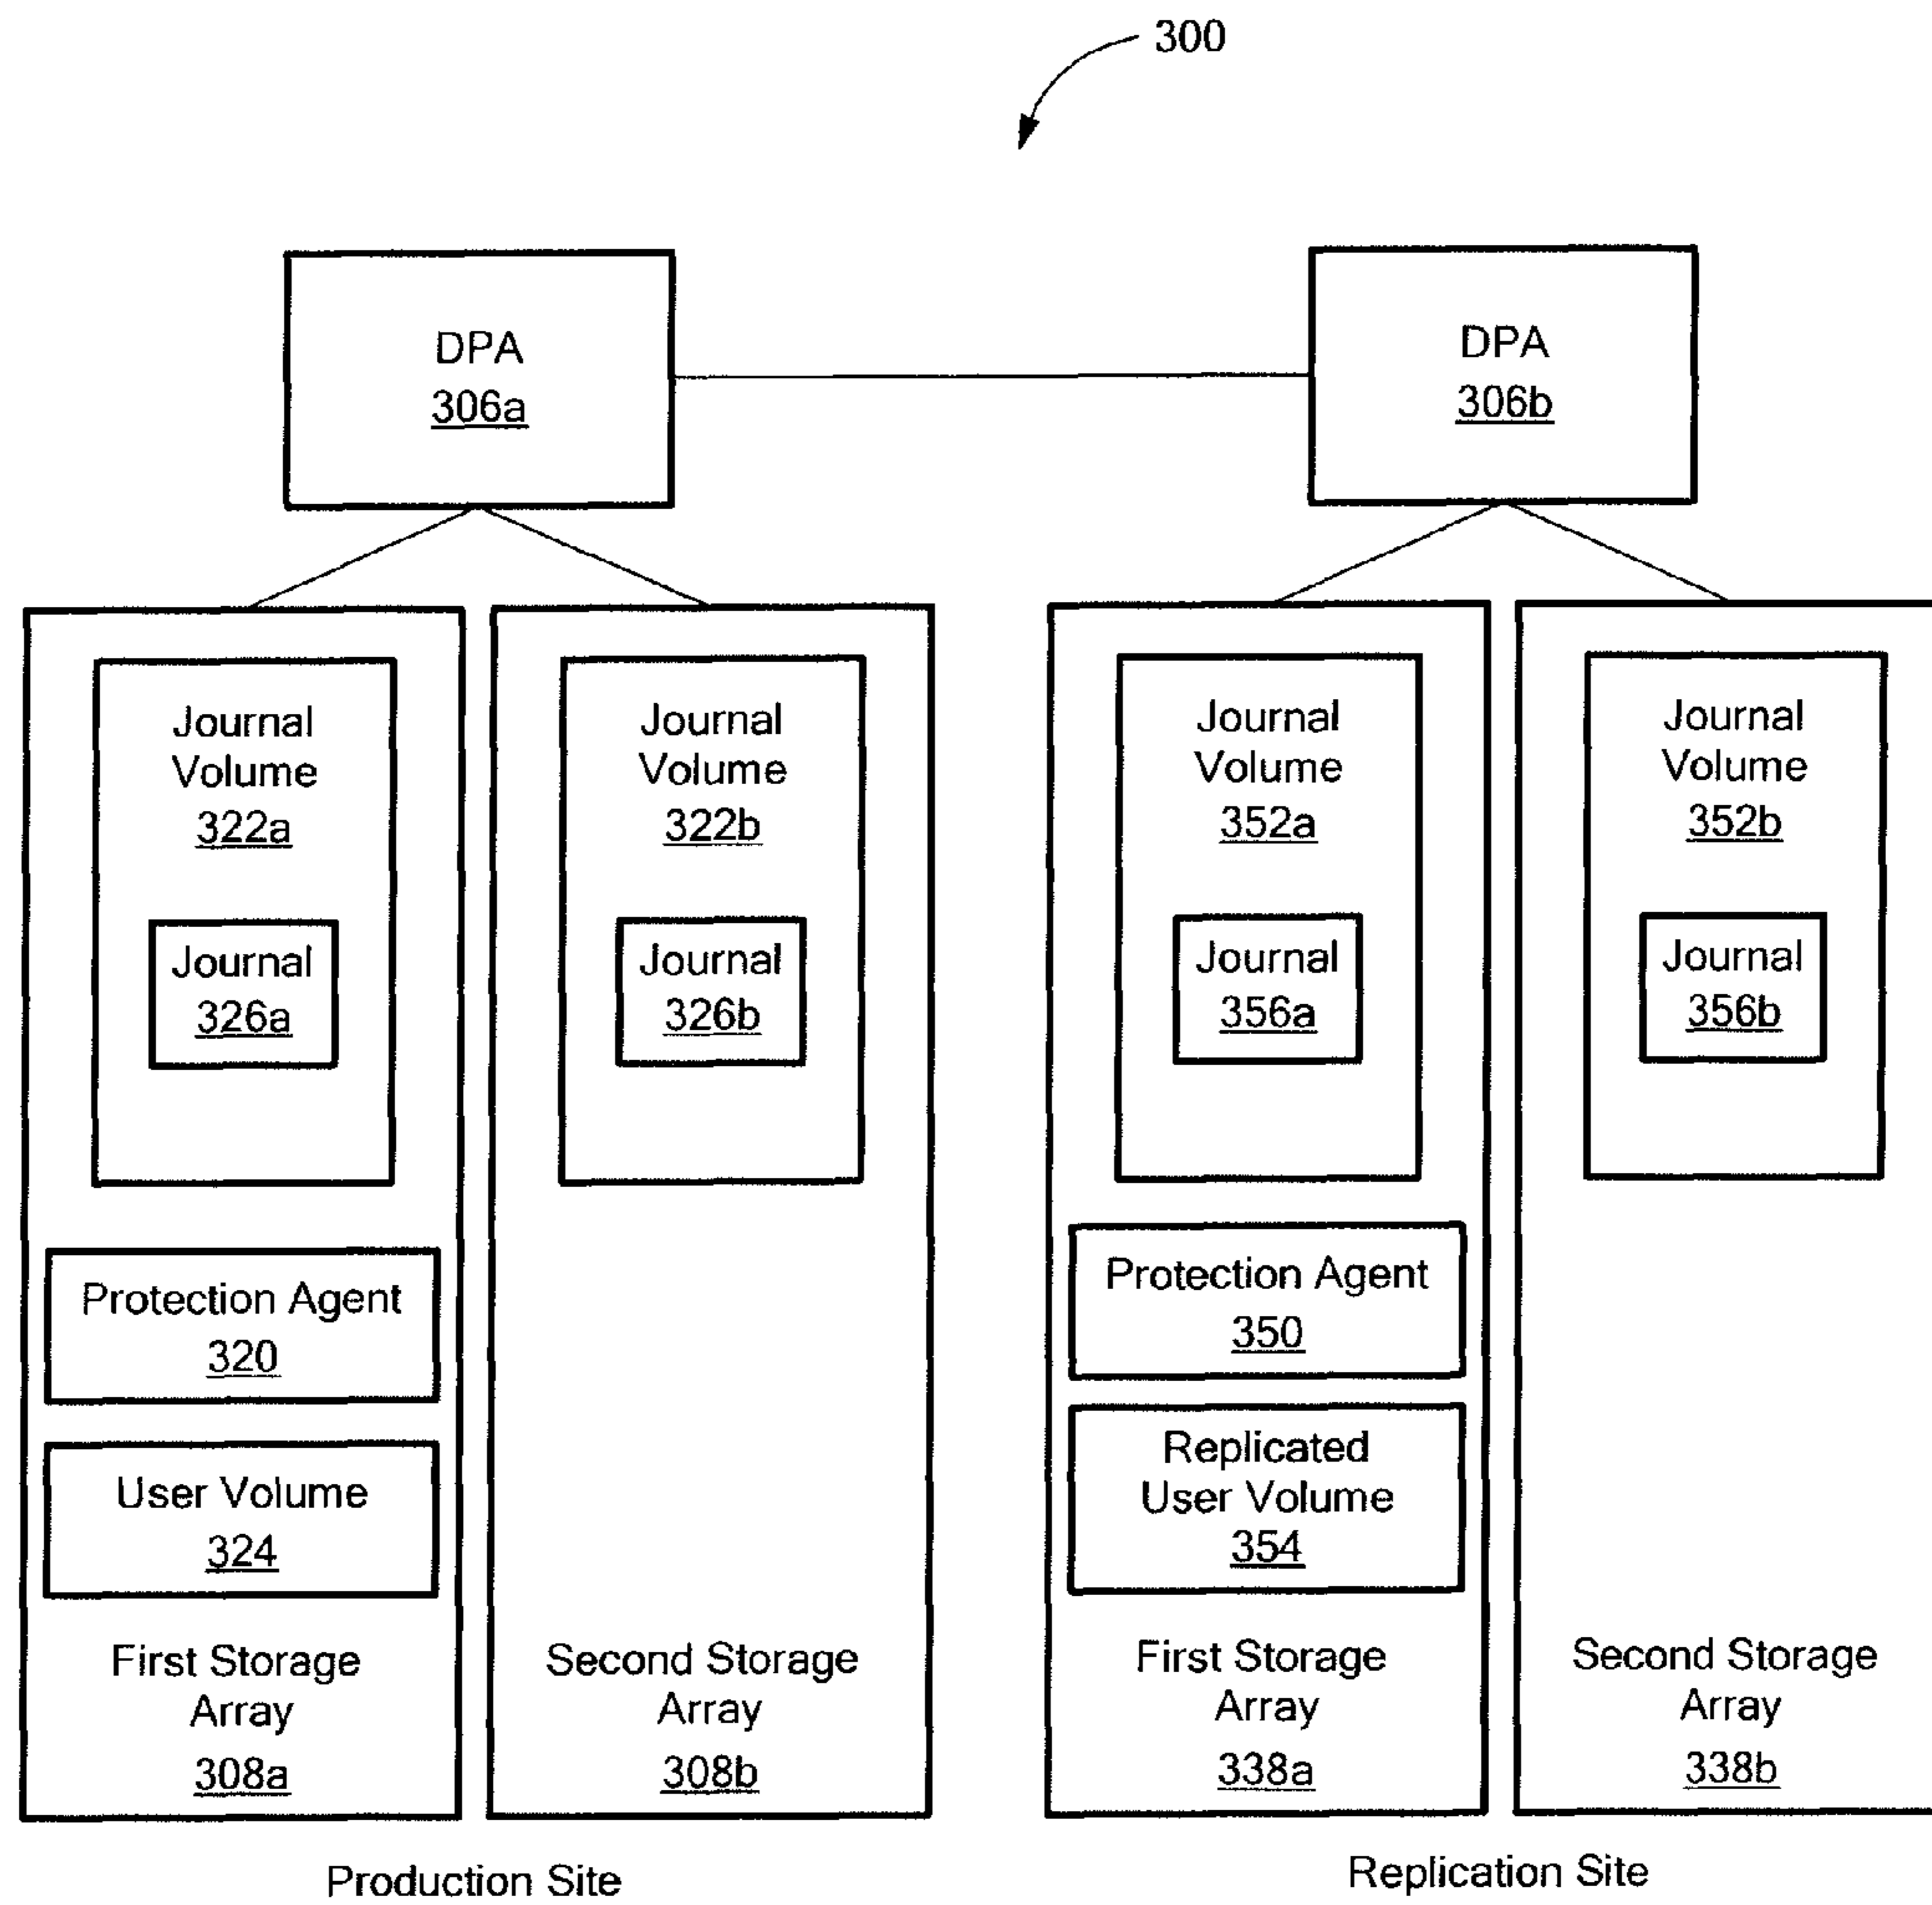 300
DPA
306a
DPA
306b
Journal
Volume
322a
Journal
326a
Protection Agent
320
User Volume
324
First Storage
Array
308a
Journal
Volume
322b
Journal
326b
Second Storage
Array
308b
Production Site
Journal
Volume
352a
Journal
356a
Protection Agent
350
Replicated
User Volume
354
First Storage
Array
338a
Journal
Volume
352b
Journal
356b
Second Storage
Array
338b
Replication Site